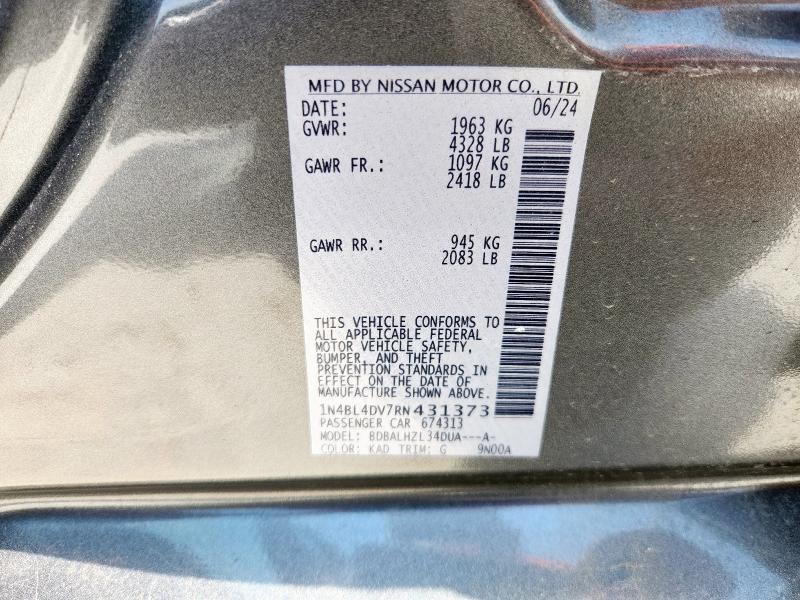 MFD BY NISSAN MOTOR CO., LTD.
DATE: 06/24
GVWR: 1963 KG
4328 LB
GAWR FR.: 1097 KG
2418 LB
GAWR RR.: 945 KG
2083 LB
THIS VEHICLE CONFORMS TO
ALL APPLICABLE FEDERAL
MOTOR VEHICLE SAFETY,
BUMPER, AND THEFT
PREVENTION STANDARDS IN
EFFECT ON THE DATE OF
MANUFACTURE SHOWN ABOVE.
1N4BL4DV7RN431373
PASSENGER CAR 674313
MODEL: BDBALHZL34DUA---A-
COLOR: KAD TRIM: G 9N00A